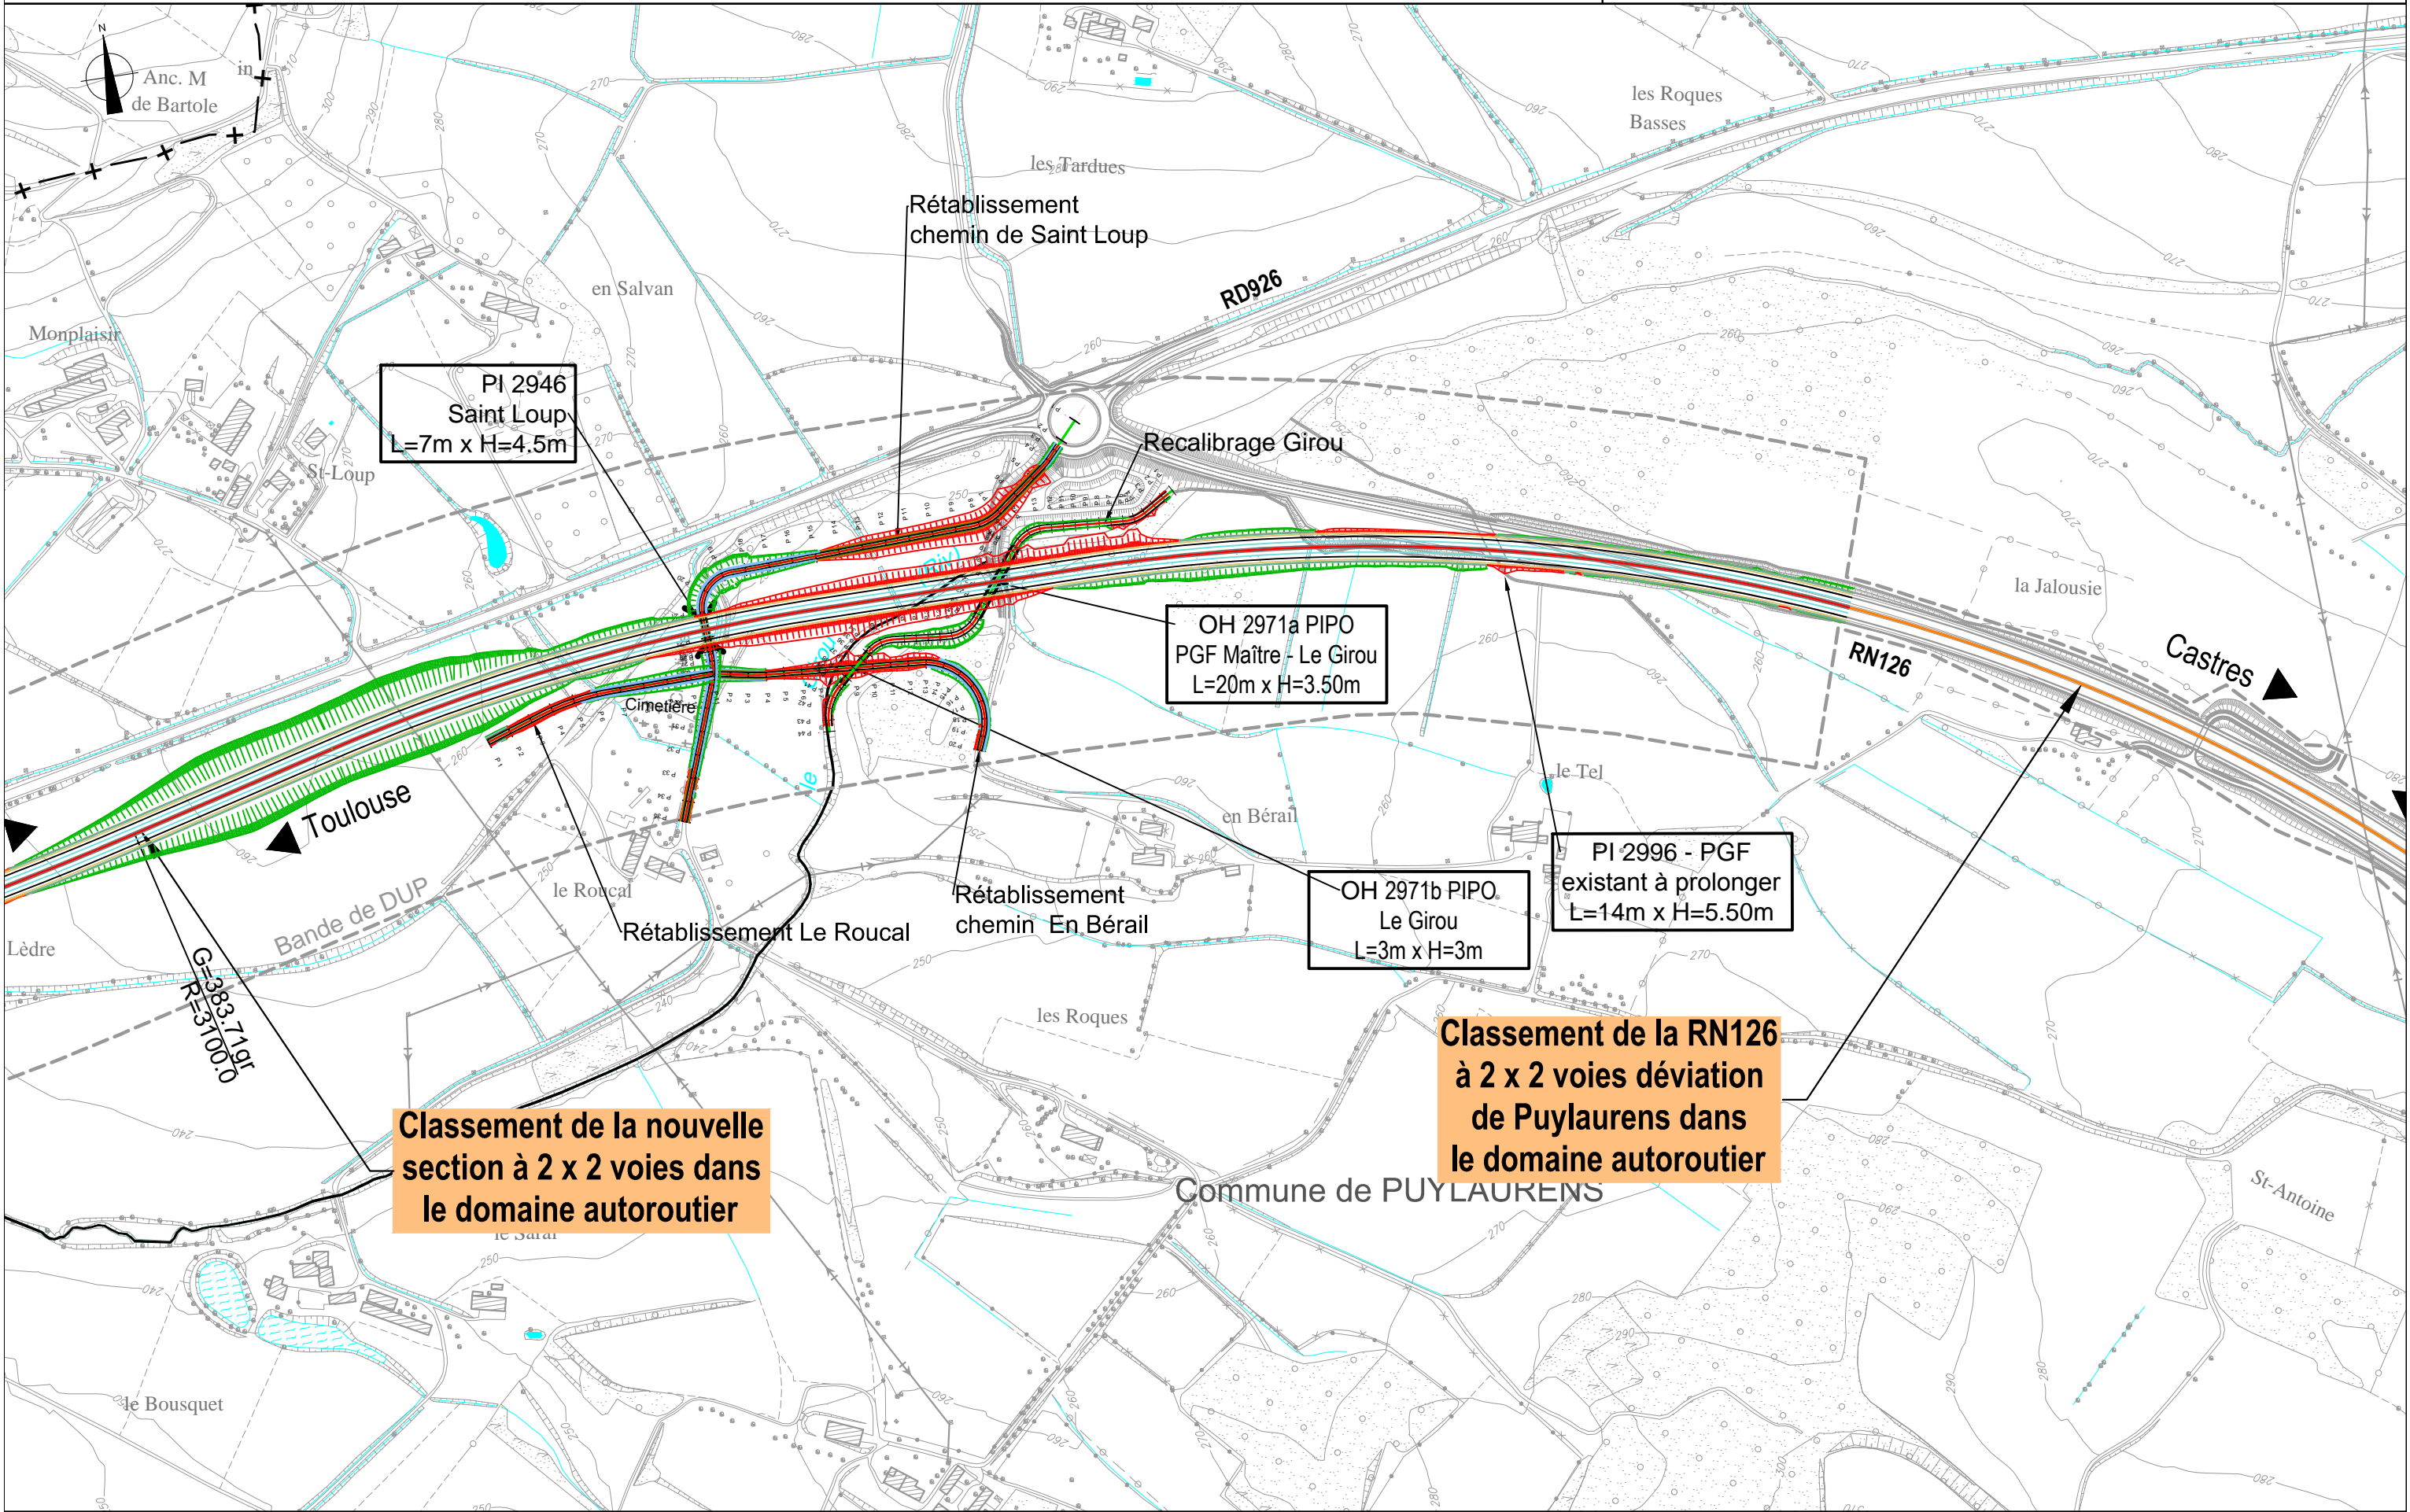 N
Anc. M
in
de Bartole
les Roques
Basses
les Tardues
Rétablissement
chemin de Saint Loup
RD926
en Salvan
Monplaisir
PI 2946
Saint Loup
L=7m x H=4.5m
St-Loup
Recalibrage Girou
la Jalousie
OH 2971a PIPO
PGF Maître - Le Girou
L=20m x H=3.50m
RN126
Castres
Cimetière
Toulouse
le
le Tel
en Bérail
PI 2996 - PGF
existant à prolonger
L=14m x H=5.50m
OH 2971b PIPO
Le Girou
L=3m x H=3m
Rétablissement
chemin En Bérail
le Roucal
Rétablissement Le Roucal
Bande de DUP
Lèdre
G=383.71gr
R=3100.0
les Roques
Classement de la RN126
à 2 x 2 voies déviation
de Puylaurens dans
le domaine autoroutier
Classement de la nouvelle
section à 2 x 2 voies dans
le domaine autoroutier
Commune de PUYLAURENS
St-Antoine
le Bousquet